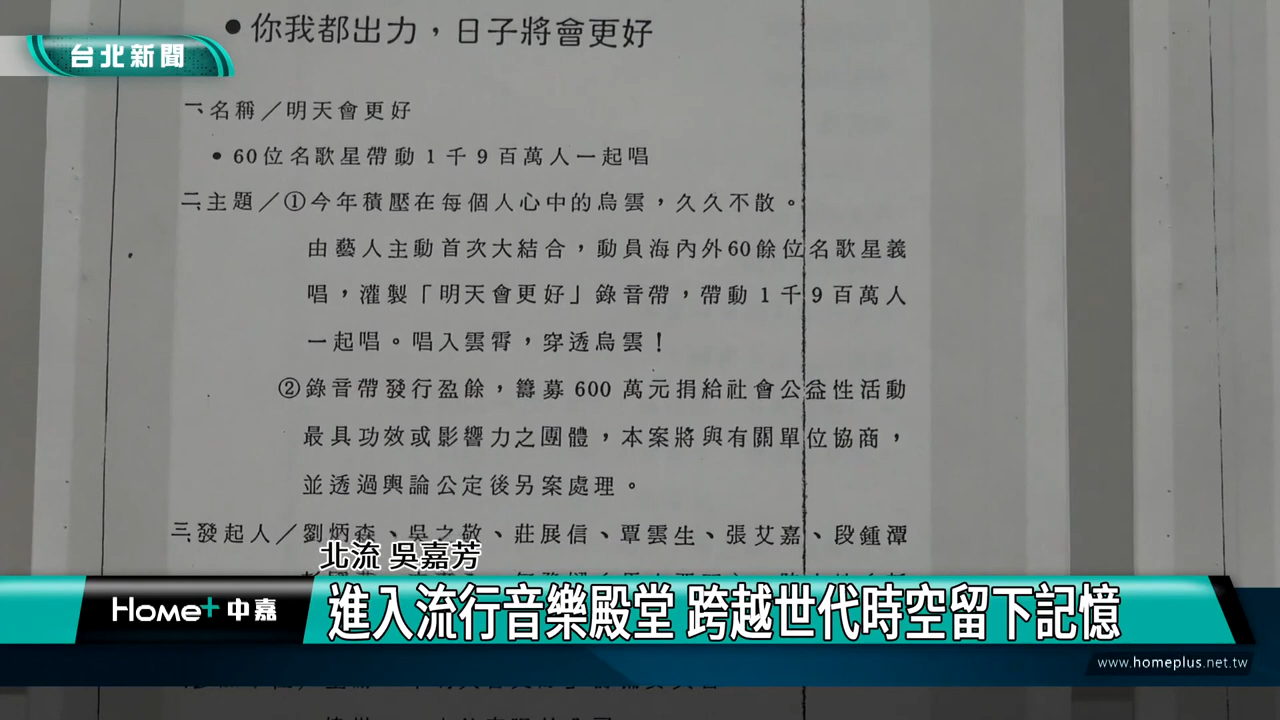 ● 你我都出力，日子將會更好
台北新聞
一、名稱／明天會更好
● 60位名歌星帶動1千9百萬人一起唱
二、主題／①今年積壓在每個人心中的烏雲，久久不散。
由藝人主動首次大結合，動員海內外60餘位名歌星義
唱，灌製「明天會更好」錄音帶，帶動1千9百萬人
一起唱。唱入雲霄，穿透烏雲！
②錄音帶發行盈餘，籌募600萬元捐給社會公益性活動
最具功效或影響力之團體，本案將與有關單位協商，
並透過輿論公定後另案處理。
三、發起人／劉炳森、吳之敬、莊展信、覃雲生、張艾嘉、段鍾潭
北流 吳嘉芳
Home+中嘉
進入流行音樂殿堂 跨越世代時空留下記憶
www.homeplus.net.tw